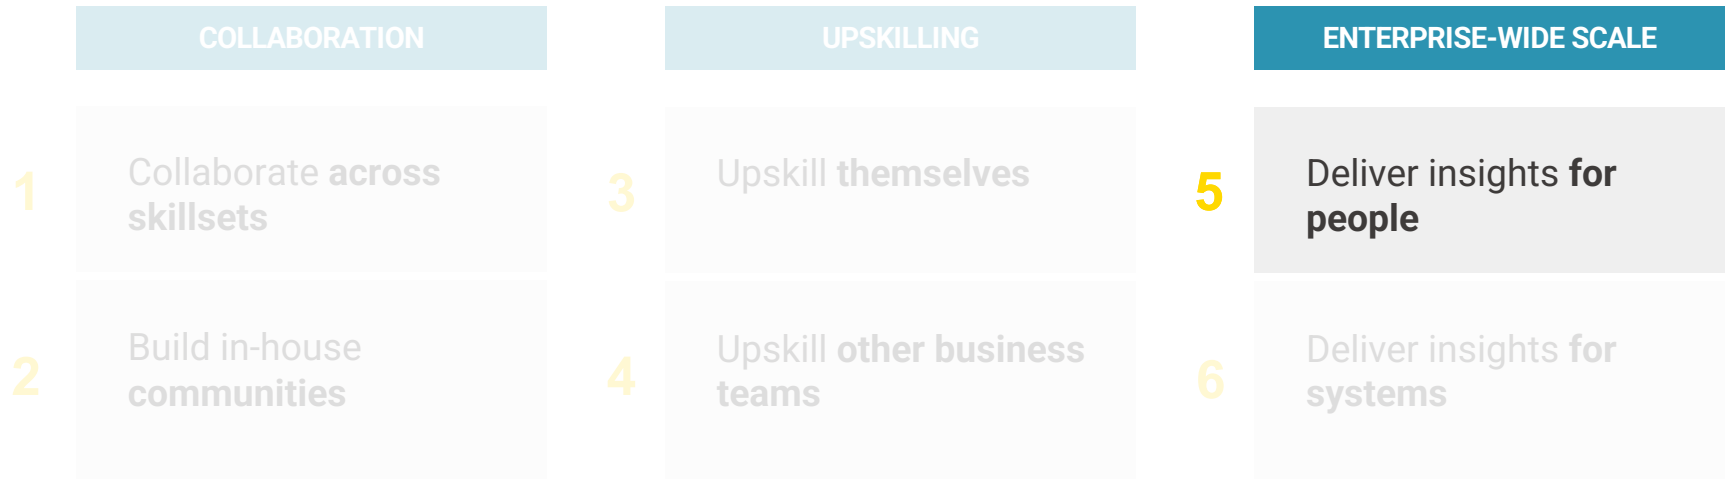 COLLABORATION
1
Collaborate across
skillsets
2
Build in-house
communities
UPSKILLING
3
Upskill themselves
4
Upskill other business
teams
ENTERPRISE-WIDE SCALE
5
Deliver insights for
people
6
Deliver insights for
systems